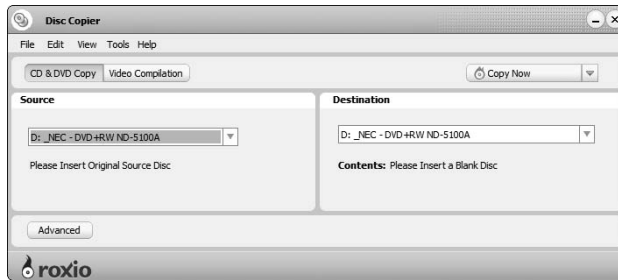 Disc Copier
File Edit View Tools Help
CD & DVD Copy Video Compilation Copy Now
Source Destination
D: _NEC - DVD+RW ND-5100A D: _NEC - DVD+RW ND-5100A
Please Insert Original Source Disc Contents: Please Insert a Blank Disc
Advanced
roxio